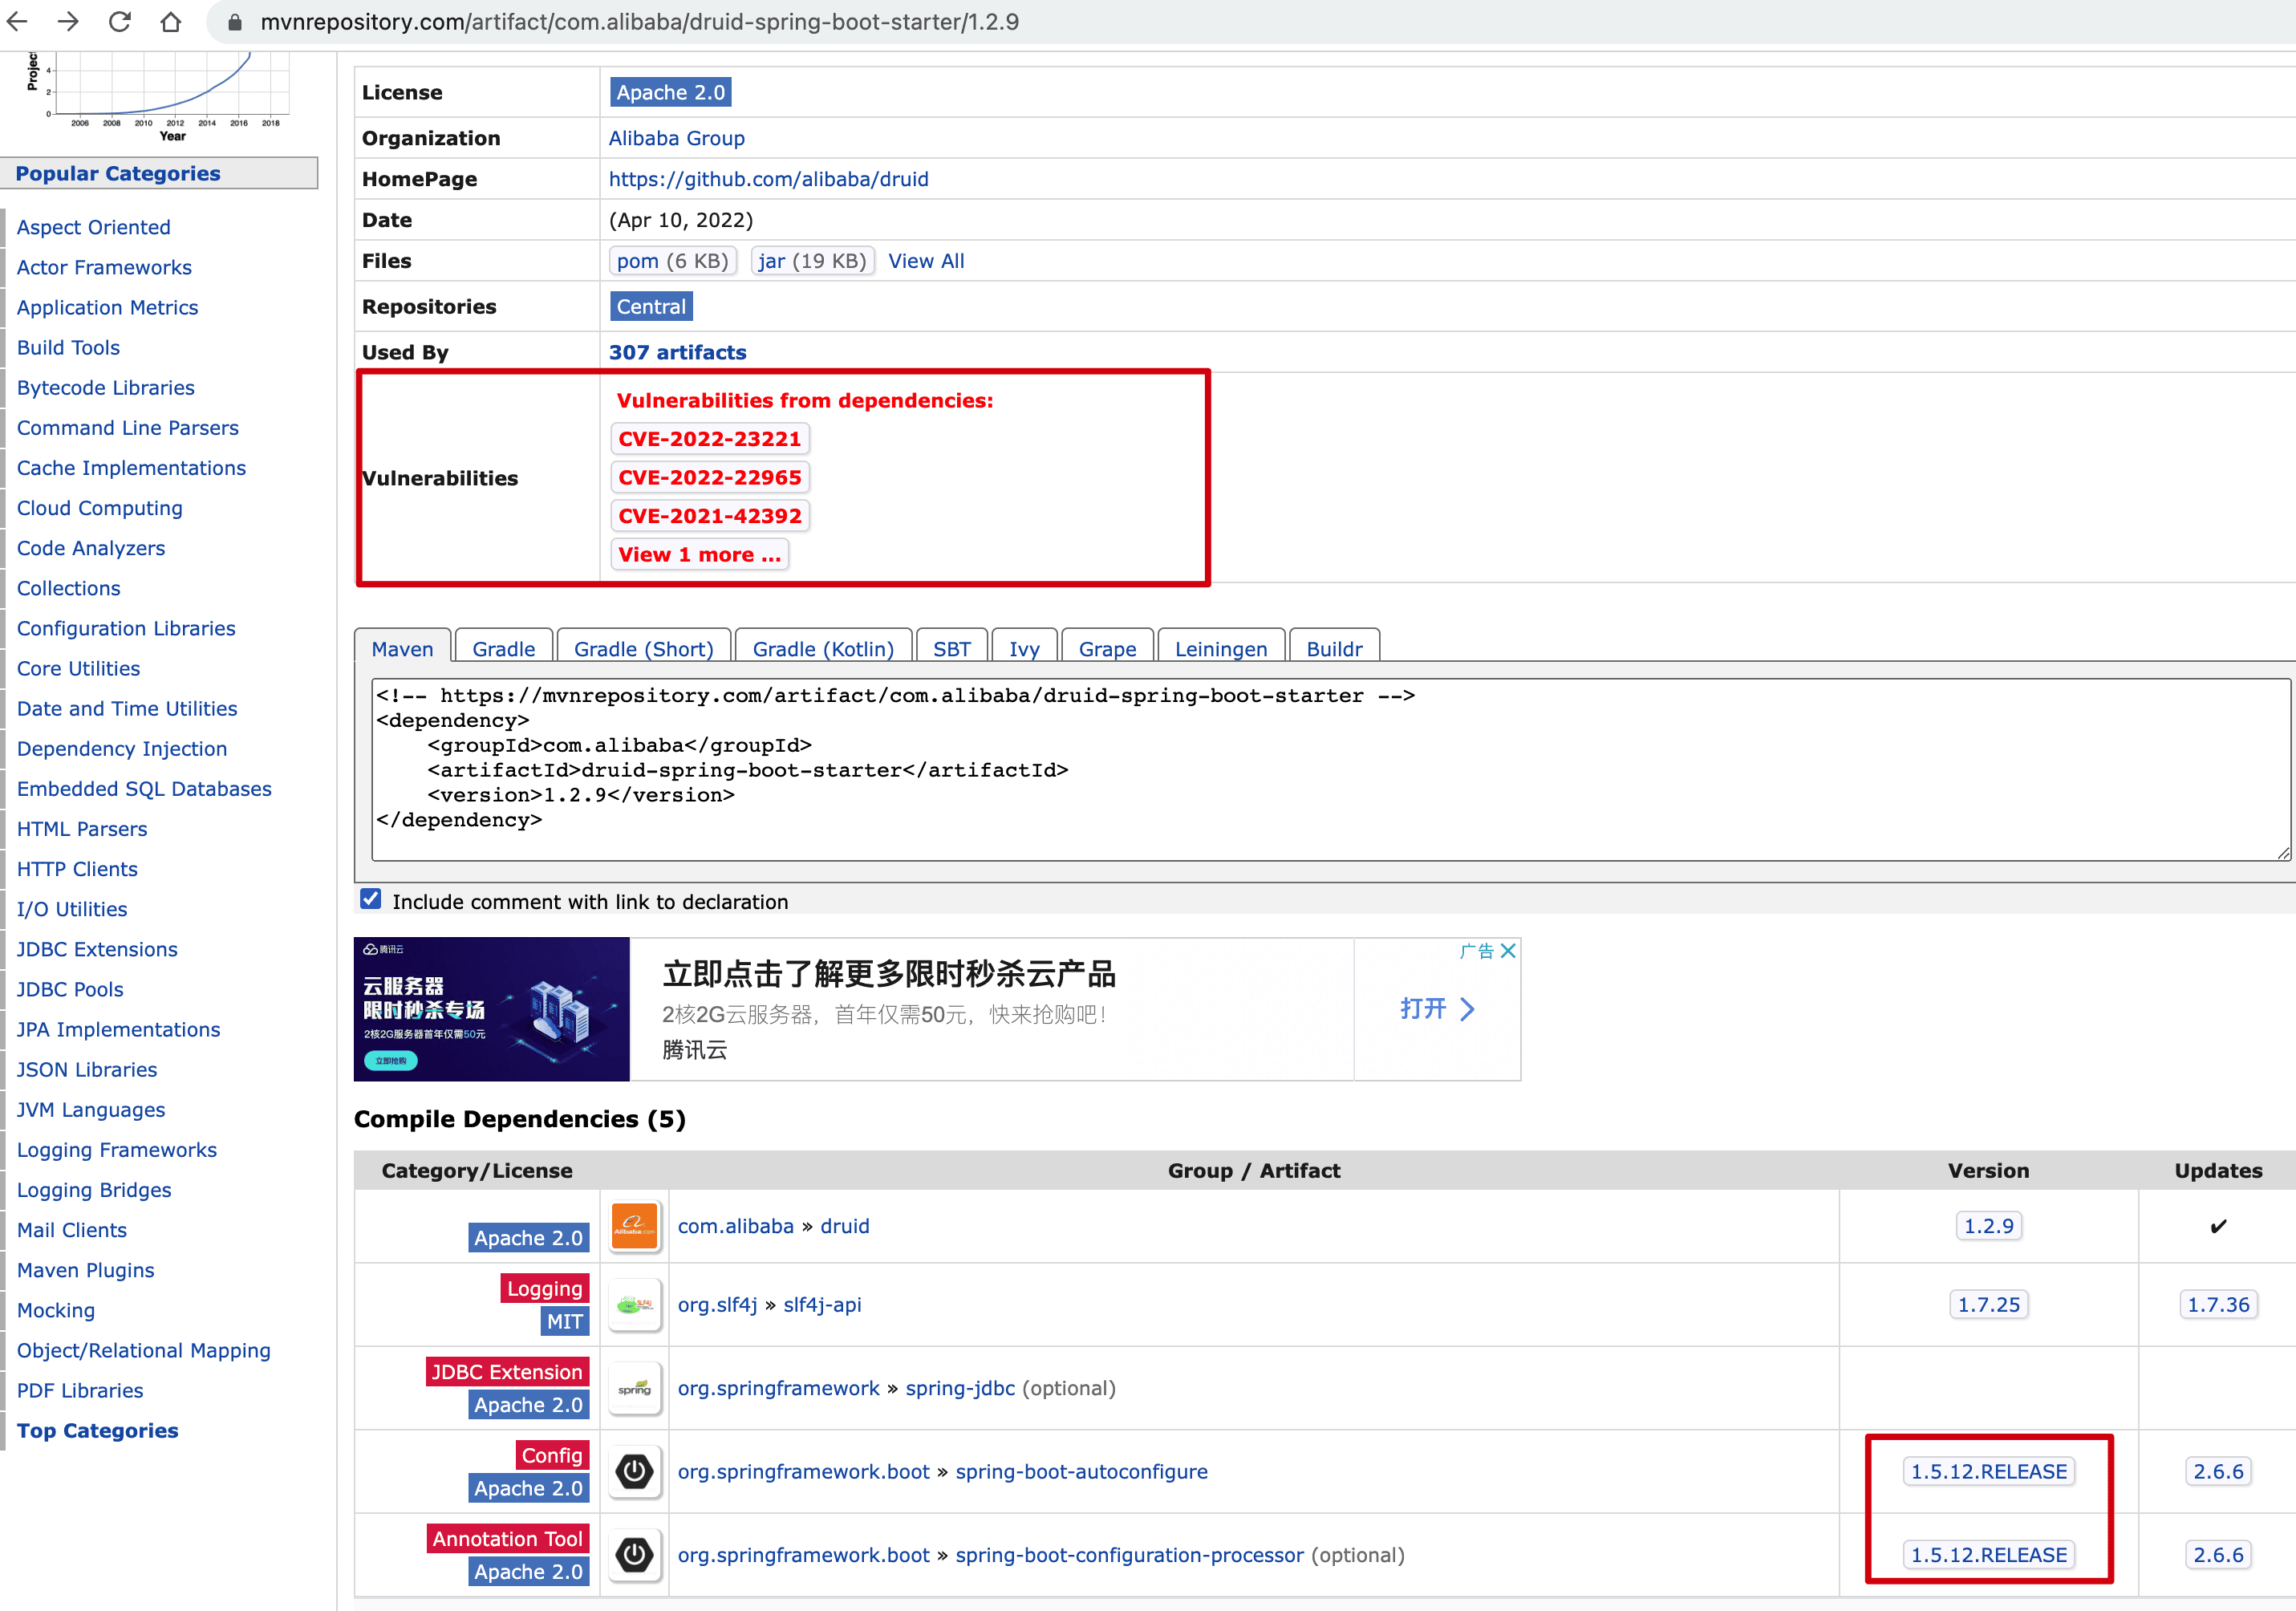 mvnrepository.com/artifact/com.alibaba/druid-spring-boot-starter/1.2.9
Projec
4
2
0
2006 2008 2010 2012 2014 2016 2018
Year
Popular Categories
Aspect Oriented
Actor Frameworks
Application Metrics
Build Tools
Bytecode Libraries
Command Line Parsers
Cache Implementations
Cloud Computing
Code Analyzers
Collections
Configuration Libraries
Core Utilities
Date and Time Utilities
Dependency Injection
Embedded SQL Databases
HTML Parsers
HTTP Clients
I/O Utilities
JDBC Extensions
JDBC Pools
JPA Implementations
JSON Libraries
JVM Languages
Logging Frameworks
Logging Bridges
Mail Clients
Maven Plugins
Mocking
Object/Relational Mapping
PDF Libraries
Top Categories
License Apache 2.0
Organization Alibaba Group
HomePage https://github.com/alibaba/druid
Date (Apr 10, 2022)
Files pom (6 KB) jar (19 KB) View All
Repositories Central
Used By 307 artifacts
Vulnerabilities
Vulnerabilities from dependencies:
CVE-2022-23221
CVE-2022-22965
CVE-2021-42392
View 1 more ...
Maven Gradle Gradle (Short) Gradle (Kotlin) SBT Ivy Grape Leiningen Buildr
<!-- https://mvnrepository.com/artifact/com.alibaba/druid-spring-boot-starter -->
<dependency>
    <groupId>com.alibaba</groupId>
    <artifactId>druid-spring-boot-starter</artifactId>
    <version>1.2.9</version>
</dependency>
Include comment with link to declaration
腾讯云
云服务器
限时秒杀专场
2核2G服务器首年仅需50元
立即抢购
立即点击了解更多限时秒杀云产品
2核2G云服务器，首年仅需50元，快来抢购吧！
腾讯云
广告
打开
Compile Dependencies (5)
Category/License Group / Artifact Version Updates
Apache 2.0 Alibaba.com com.alibaba » druid 1.2.9 ✔
Logging
MIT SLF4J org.slf4j » slf4j-api 1.7.25 1.7.36
JDBC Extension
Apache 2.0 spring org.springframework » spring-jdbc (optional)
Config
Apache 2.0 org.springframework.boot » spring-boot-autoconfigure 1.5.12.RELEASE 2.6.6
Annotation Tool
Apache 2.0 org.springframework.boot » spring-boot-configuration-processor (optional) 1.5.12.RELEASE 2.6.6